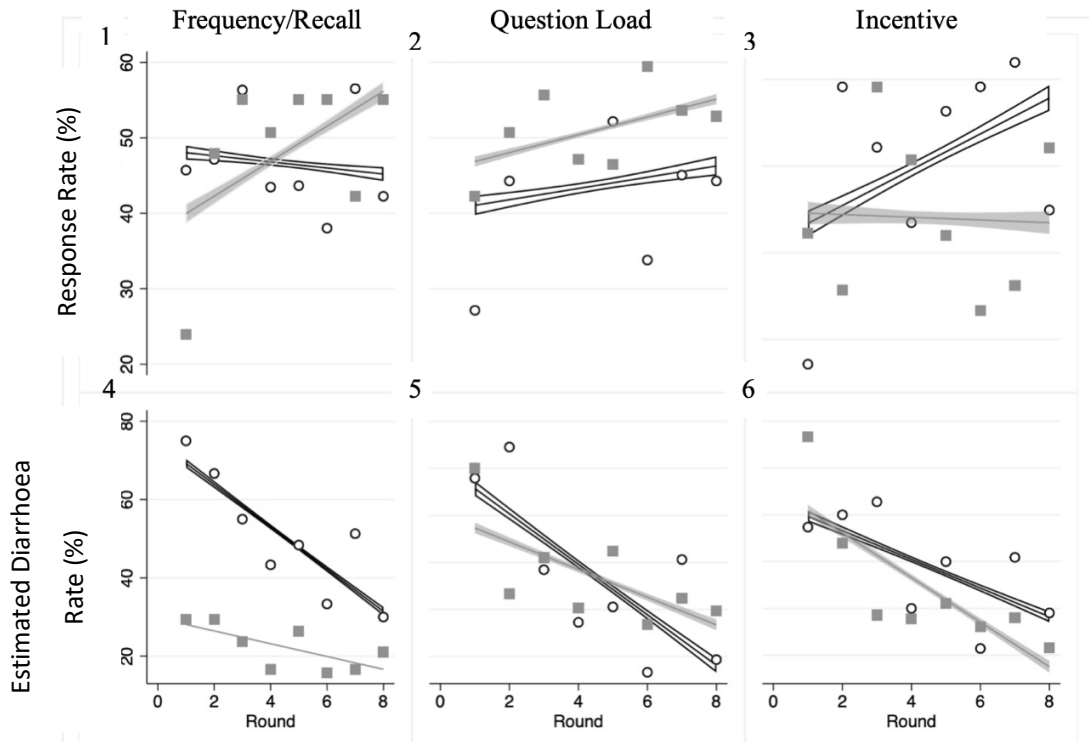 Frequency/Recall
Question Load
Incentive
1
2
3
Response Rate (%)
60
50
40
30
20
4
5
6
Estimated Diarrhoea
Rate (%)
80
60
40
20
0 2 4 6 8
Round
0 2 4 6 8
Round
0 2 4 6 8
Round